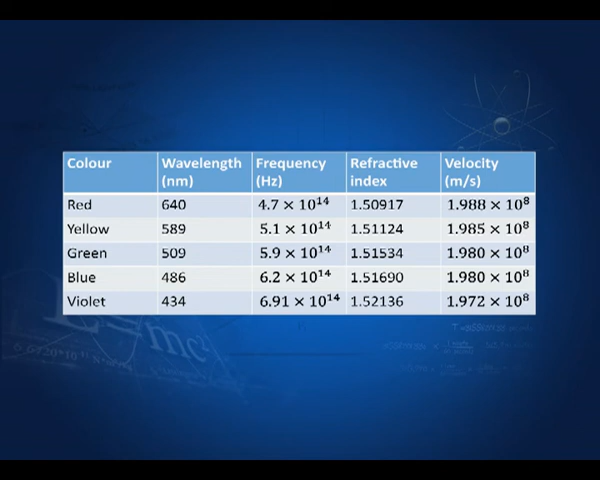 Colour Wavelength (nm) Frequency (Hz) Refractive index Velocity (m/s)
Red 640 4.7 × 10¹⁴ 1.50917 1.988 × 10⁸
Yellow 589 5.1 × 10¹⁴ 1.51124 1.985 × 10⁸
Green 509 5.9 × 10¹⁴ 1.51534 1.980 × 10⁸
Blue 486 6.2 × 10¹⁴ 1.51690 1.980 × 10⁸
Violet 434 6.91 × 10¹⁴ 1.52136 1.972 × 10⁸
E=mc²